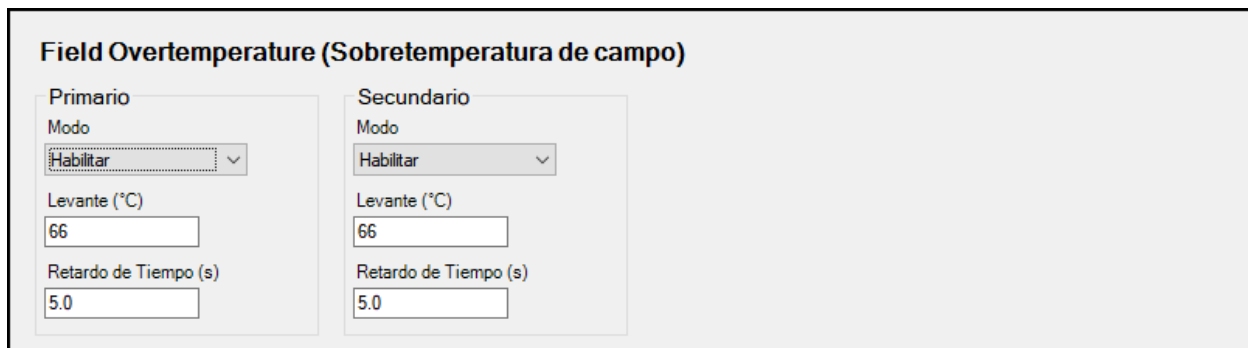 Field Overtemperature (Sobretemperatura de campo)
Primario
Modo
Habilitar
Levante (°C)
66
Retardo de Tiempo (s)
5.0
Secundario
Modo
Habilitar
Levante (°C)
66
Retardo de Tiempo (s)
5.0